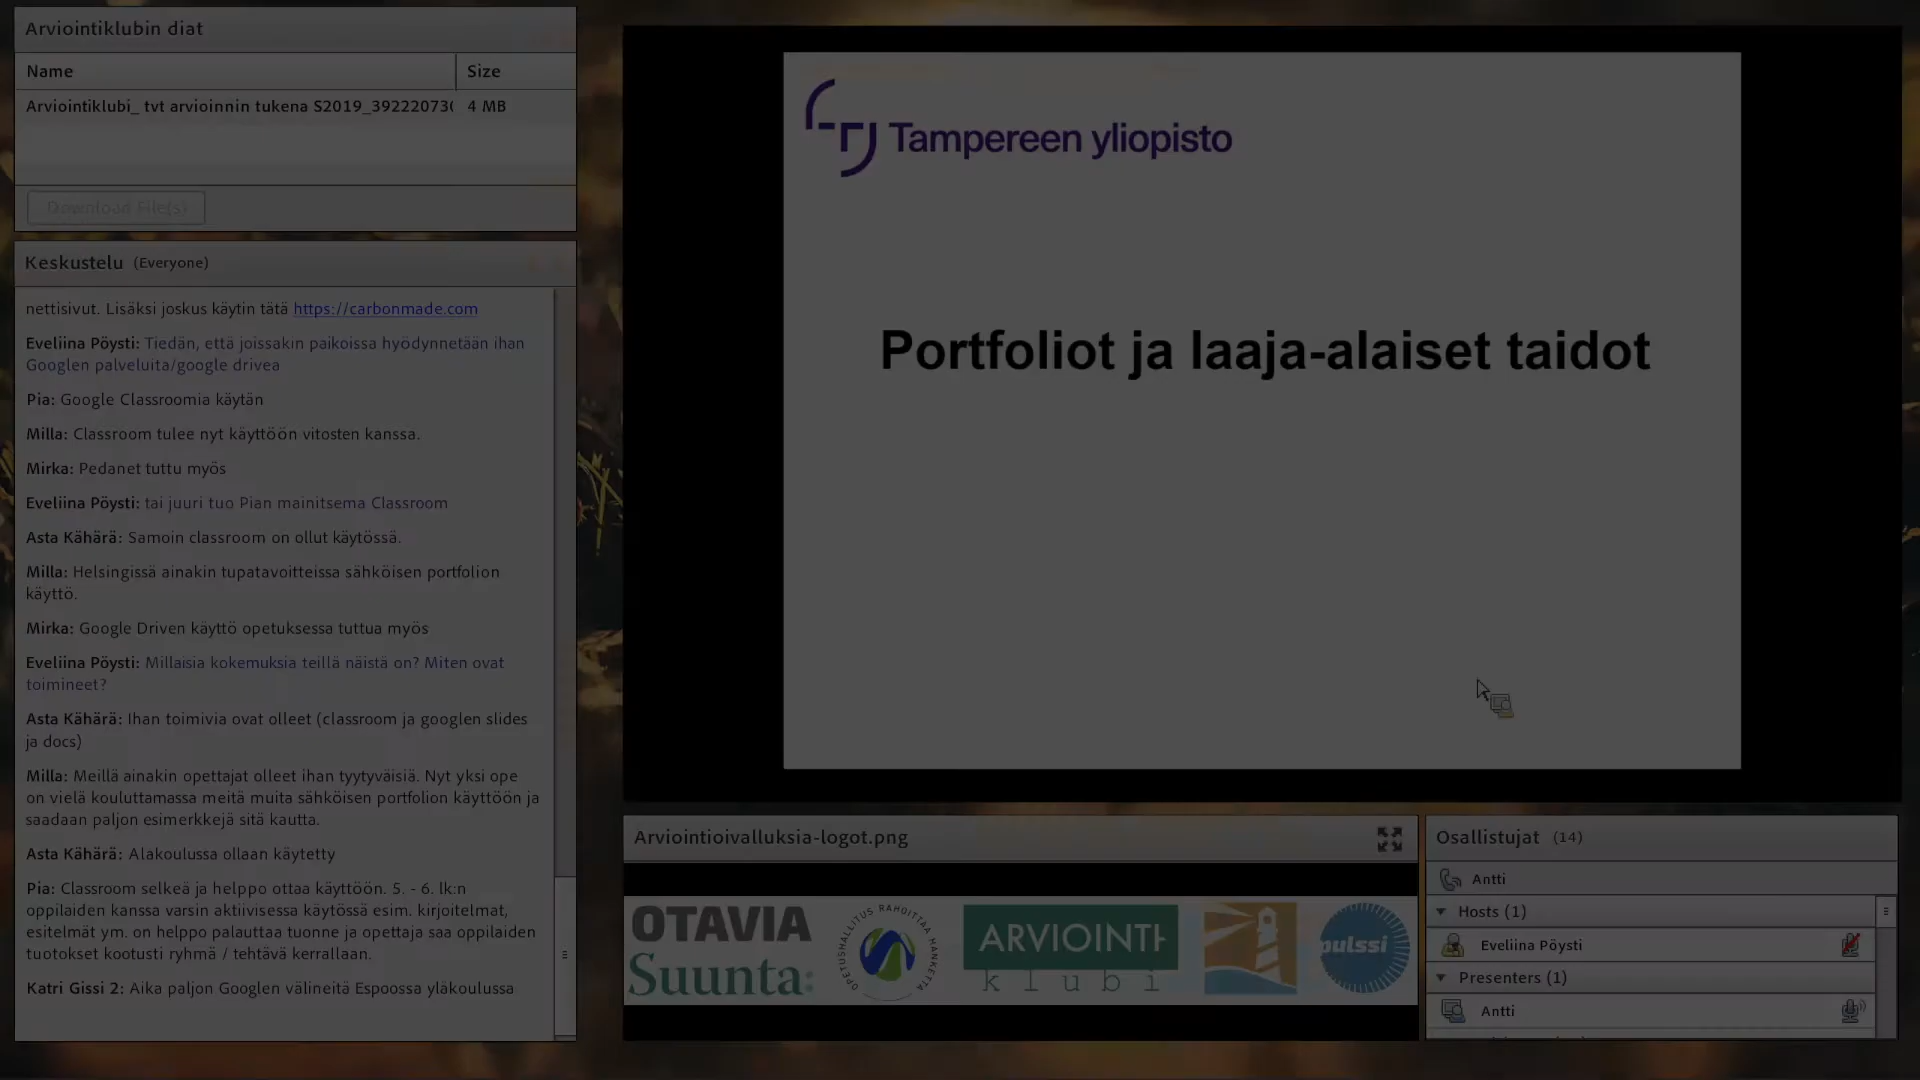 Arviointiklubin diat
Name Size
Arviointiklubi_ tvt arvioinnin tukena S2019_392220730 4 MB
Download File(s)
Keskustelu (Everyone)
nettisivut. Lisäksi joskus käytin tätä https://carbonmade.com
Eveliina Pöysti: Tiedän, että joissakin paikoissa hyödynnetään ihan
Googlen palveluita/google drivea
Pia: Google Classroomia käytän
Milla: Classroom tulee nyt käyttöön vitosten kanssa.
Mirka: Pedanet tuttu myös
Eveliina Pöysti: tai juuri tuo Pian mainitsema Classroom
Asta Kähärä: Samoin classroom on ollut käytössä.
Milla: Helsingissä ainakin tupatavoitteissa sähköisen portfolion
käyttö.
Mirka: Google Driven käyttö opetuksessa tuttua myös
Eveliina Pöysti: Millaisia kokemuksia teillä näistä on? Miten ovat
toimineet?
Asta Kähärä: Ihan toimivia ovat olleet (classroom ja googlen slides
ja docs)
Milla: Meillä ainakin opettajat olleet ihan tyytyväisiä. Nyt yksi ope
on vielä kouluttamassa meitä muita sähköisen portfolion käyttöön ja
saadaan paljon esimerkkejä sitä kautta.
Asta Kähärä: Alakoulussa ollaan käytetty
Pia: Classroom selkeä ja helppo ottaa käyttöön. 5. - 6. lk:n
oppilaiden kanssa varsin aktiivisessa käytössä esim. kirjoitelmat,
esitelmät ym. on helppo palauttaa tuonne ja opettaja saa oppilaiden
tuotokset kootusti ryhmä / tehtävä kerrallaan.
Katri Gissi 2: Aika paljon Googlen välineitä Espoossa yläkoulussa
Tampereen yliopisto
Portfoliot ja laaja-alaiset taidot
Arviointioivalluksia-logot.png
OTAVIA
Suunta:
OPETUSHALLITUS RAHOITTAA HANKETTA
ARVIOINTI
klubi
pulssi
Osallistujat (14)
Antti
Hosts (1)
Eveliina Pöysti
Presenters (1)
Antti